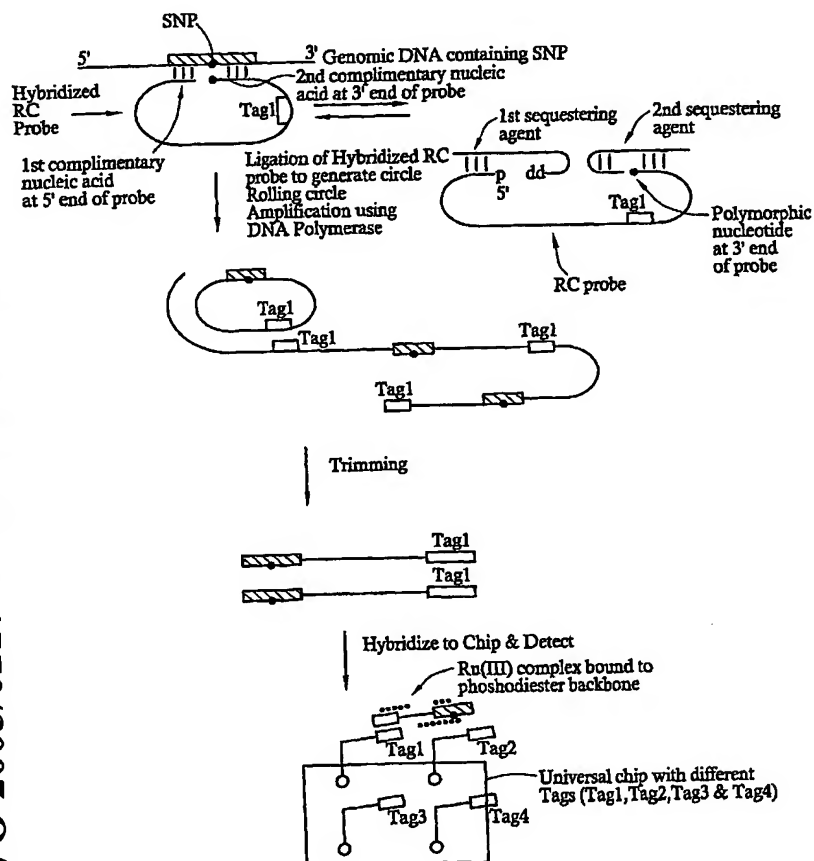 SNP
5'
3' Genomic DNA containing SNP
2nd complimentary nucleic
acid at 3' end of probe
Hybridized
RC
Probe
Tag1
1st complimentary
nucleic acid
at 5' end of probe
Ligation of Hybridized RC
probe to generate circle
Rolling circle
Amplification using
DNA Polymerase
1st sequestering
agent
2nd sequestering
agent
p
5'
dd
Tag1
Polymorphic
nucleotide
at 3' end
of probe
RC probe
Tag1
Tag1
Tag1
Tag1
Trimming
Tag1
Tag1
Hybridize to Chip & Detect
Ru(III) complex bound to
phoshodiester backbone
Tag1
Tag2
Tag3
Tag4
Universal chip with different
Tags (Tag1,Tag2,Tag3 & Tag4)